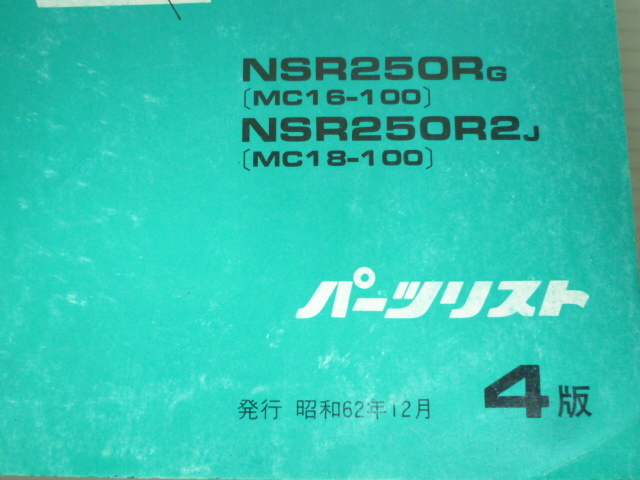 NSR250RG
〔MC16-100〕
NSR250R2J
〔MC18-100〕
パーツリスト
発行 昭和62年12月 4版